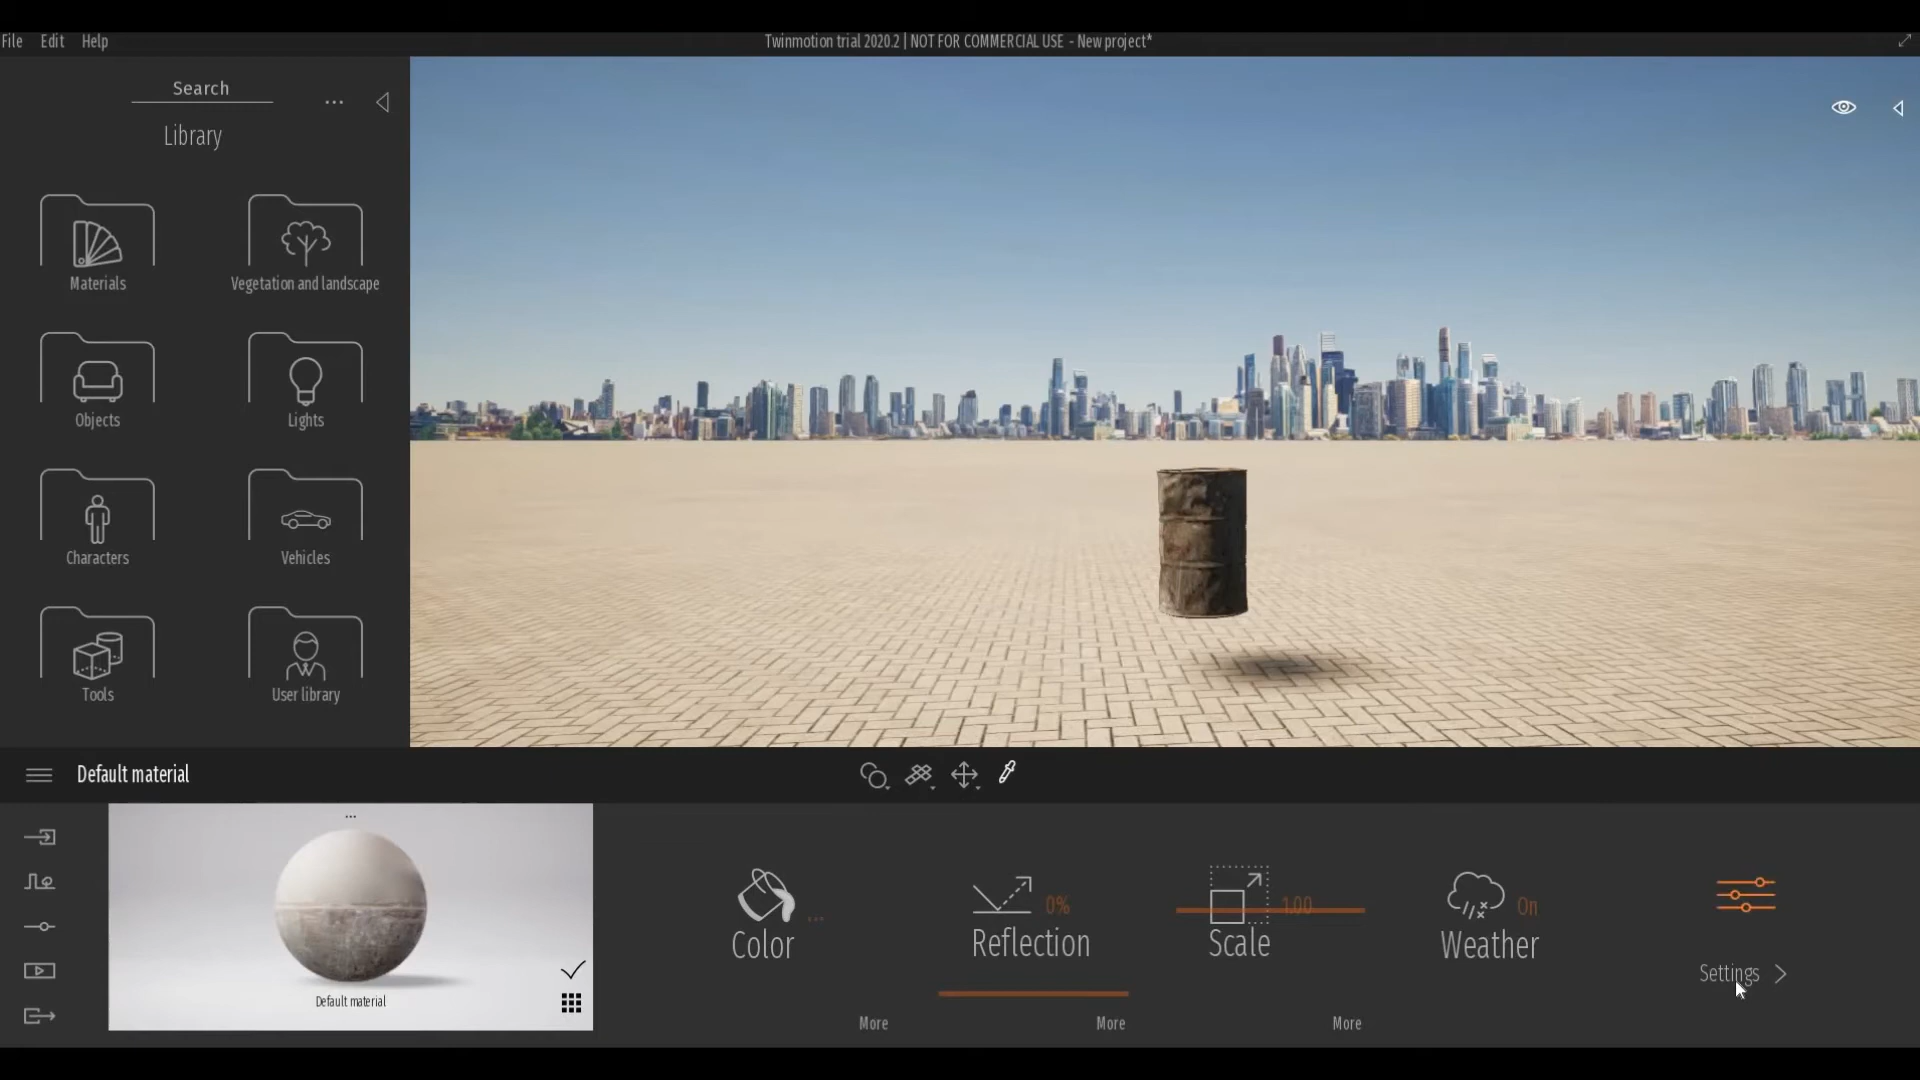 File Edit Help
Twinmotion trial 2020.2 | NOT FOR COMMERCIAL USE - New project*
Search
Library
Materials
Vegetation and landscape
Objects
Lights
Characters
Vehicles
Tools
User library
Default material
Default material
Color ...
Reflection 0%
Scale 1.00
Weather On
Settings
More
More
More